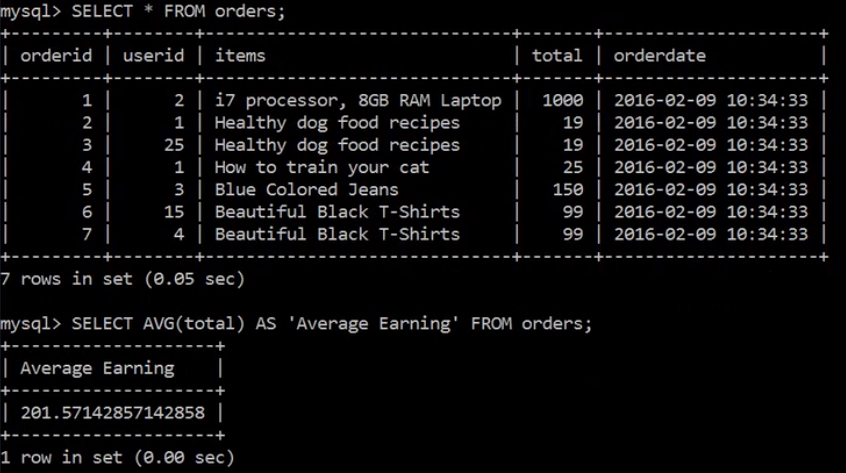 mysql> SELECT * FROM orders;
+---------+--------+------------------------------+-------+---------------------+
| orderid | userid | items                        | total | orderdate           |
+---------+--------+------------------------------+-------+---------------------+
|       1 |      2 | i7 processor, 8GB RAM Laptop |  1000 | 2016-02-09 10:34:33 |
|       2 |      1 | Healthy dog food recipes     |    19 | 2016-02-09 10:34:33 |
|       3 |     25 | Healthy dog food recipes     |    19 | 2016-02-09 10:34:33 |
|       4 |      1 | How to train your cat        |    25 | 2016-02-09 10:34:33 |
|       5 |      3 | Blue Colored Jeans           |   150 | 2016-02-09 10:34:33 |
|       6 |     15 | Beautiful Black T-Shirts     |    99 | 2016-02-09 10:34:33 |
|       7 |      4 | Beautiful Black T-Shirts     |    99 | 2016-02-09 10:34:33 |
+---------+--------+------------------------------+-------+---------------------+
7 rows in set (0.05 sec)
mysql> SELECT AVG(total) AS 'Average Earning' FROM orders;
+--------------------+
| Average Earning    |
+--------------------+
| 201.57142857142858 |
+--------------------+
1 row in set (0.00 sec)